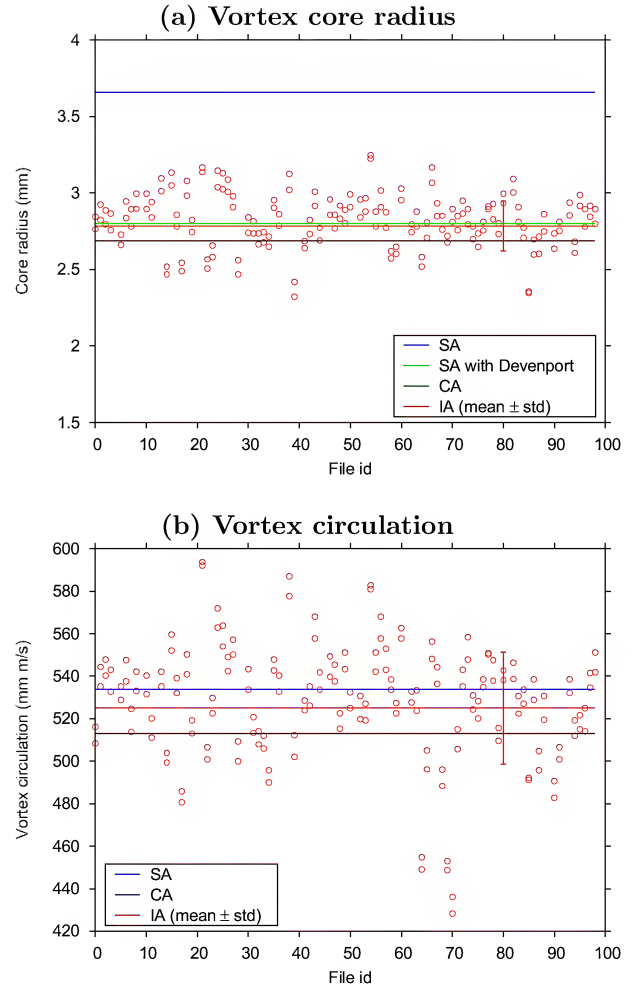 (a) Vortex core radius
4
3.5
3
2.5
2
1.5
Core radius (mm)
SA
SA with Devenport
CA
IA (mean ± std)
0 10 20 30 40 50 60 70 80 90 100
File id
(b) Vortex circulation
600
580
560
540
520
500
480
460
440
420
Vortex circulation (mm m/s)
SA
CA
IA (mean ± std)
0 10 20 30 40 50 60 70 80 90 100
File id